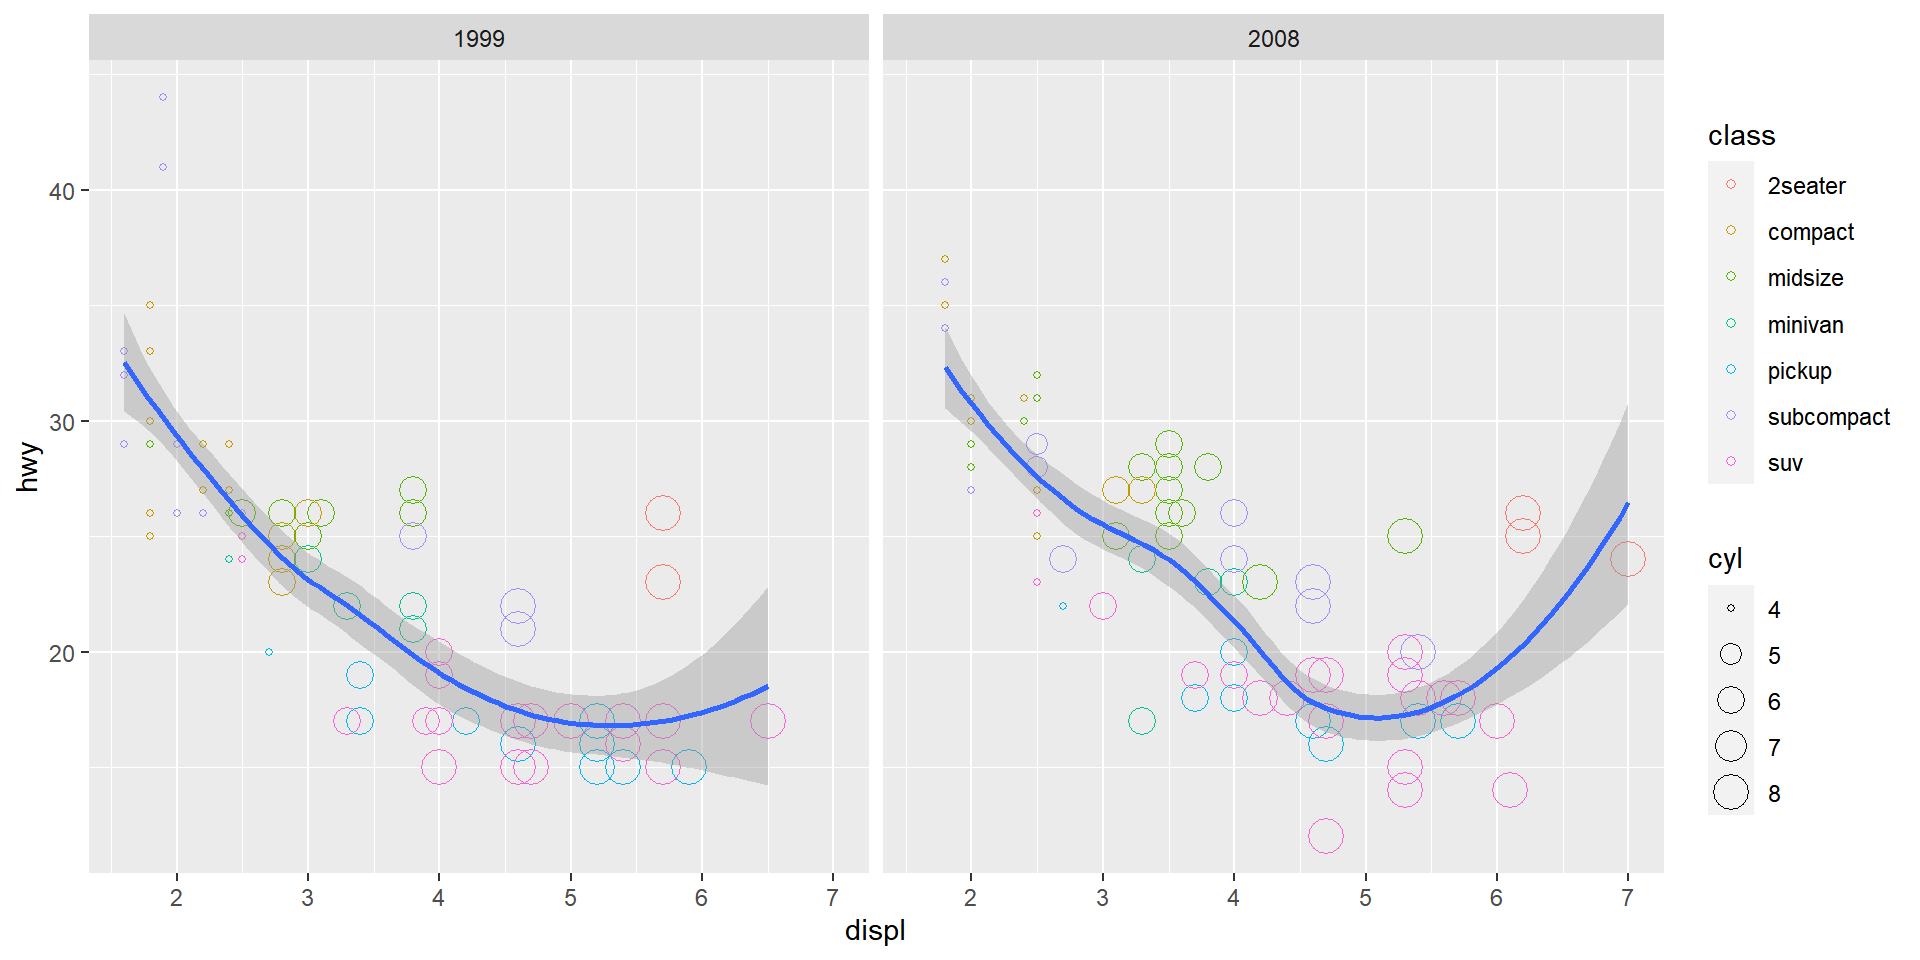 1999
2008
40
30
20
hwy
2 3 4 5 6 7
2 3 4 5 6 7
displ
class
2seater
compact
midsize
minivan
pickup
subcompact
suv
cyl
4
5
6
7
8